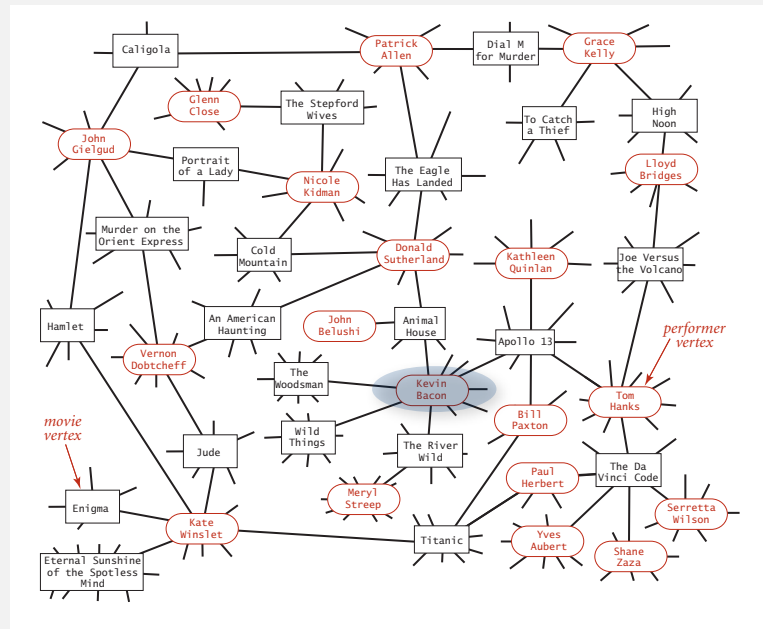 Caligola
Patrick
Allen
Dial M
for Murder
Grace
Kelly
Glenn
Close
The Stepford
Wives
To Catch
a Thief
High
Noon
John
Gielgud
Portrait
of a Lady
Nicole
Kidman
The Eagle
Has Landed
Lloyd
Bridges
Murder on the
Orient Express
Cold
Mountain
Donald
Sutherland
Kathleen
Quinlan
Joe Versus
the Volcano
Hamlet
An American
Haunting
John
Belushi
Animal
House
Apollo 13
performer
vertex
Vernon
Dobtcheff
The
Woodsman
Kevin
Bacon
Tom
Hanks
movie
vertex
Jude
Wild
Things
The River
Wild
Bill
Paxton
Enigma
Meryl
Streep
Paul
Herbert
The Da
Vinci Code
Serretta
Wilson
Kate
Winslet
Titanic
Yves
Aubert
Shane
Zaza
Eternal Sunshine
of the Spotless
Mind